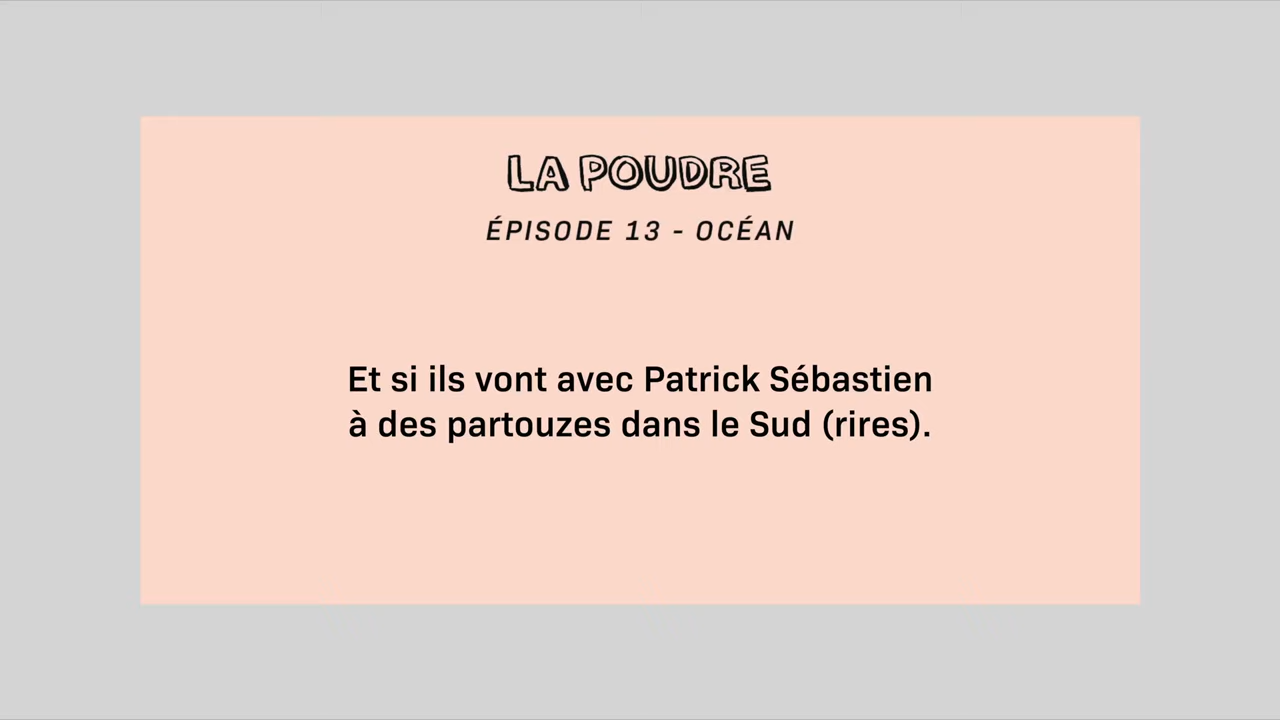 LA POUDRE
ÉPISODE 13 - OCÉAN
Et si ils vont avec Patrick Sébastien
à des partouzes dans le Sud (rires).